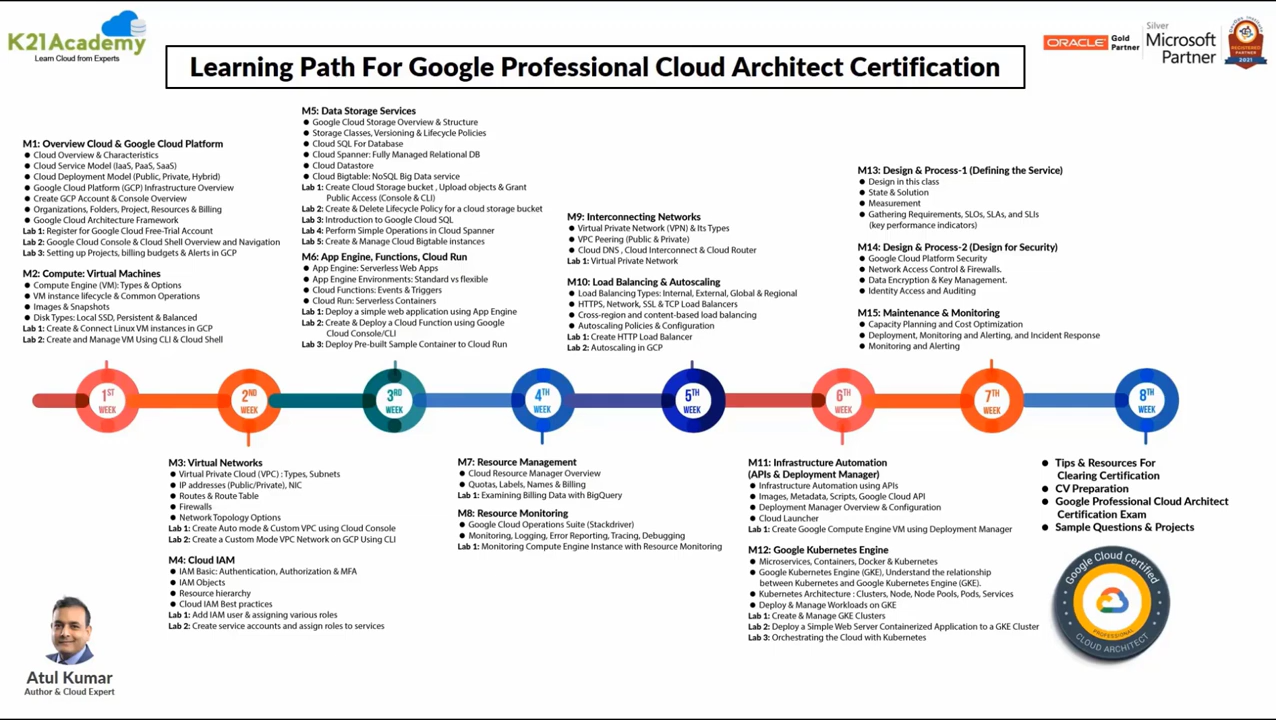 K21Academy
Learn Cloud from Experts
Learning Path For Google Professional Cloud Architect Certification
ORACLE Gold Partner
Silver
Microsoft
Partner
REGISTERED
PARTNER
2021
M1: Overview Cloud & Google Cloud Platform
● Cloud Overview & Characteristics
● Cloud Service Model (IaaS, PaaS, SaaS)
● Cloud Deployment Model (Public, Private, Hybrid)
● Google Cloud Platform (GCP) Infrastructure Overview
● Create GCP Account & Console Overview
● Organizations, Folders, Project, Resources & Billing
● Google Cloud Architecture Framework
Lab 1: Register for Google Cloud Free-Trial Account
Lab 2: Google Cloud Console & Cloud Shell Overview and Navigation
Lab 3: Setting up Projects, billing budgets & Alerts in GCP
M2: Compute: Virtual Machines
● Compute Engine (VM): Types & Options
● VM instance lifecycle & Common Operations
● Images & Snapshots
● Disk Types: Local SSD, Persistent & Balanced
Lab 1: Create & Connect Linux VM instances in GCP
Lab 2: Create and Manage VM Using CLI & Cloud Shell
M5: Data Storage Services
● Google Cloud Storage Overview & Structure
● Storage Classes, Versioning & Lifecycle Policies
● Cloud SQL For Database
● Cloud Spanner: Fully Managed Relational DB
● Cloud Datastore
● Cloud Bigtable: NoSQL Big Data service
Lab 1: Create Cloud Storage bucket , Upload objects & Grant
Public Access (Console & CLI)
Lab 2: Create & Delete Lifecycle Policy for a cloud storage bucket
Lab 3: Introduction to Google Cloud SQL
Lab 4: Perform Simple Operations in Cloud Spanner
Lab 5: Create & Manage Cloud Bigtable instances
M6: App Engine, Functions, Cloud Run
● App Engine: Serverless Web Apps
● App Engine Environments: Standard vs flexible
● Cloud Functions: Events & Triggers
● Cloud Run: Serverless Containers
Lab 1: Deploy a simple web application using App Engine
Lab 2: Create & Deploy a Cloud Function using Google
Cloud Console/CLI
Lab 3: Deploy Pre-built Sample Container to Cloud Run
M9: Interconnecting Networks
● Virtual Private Network (VPN) & Its Types
● VPC Peering (Public & Private)
● Cloud DNS , Cloud Interconnect & Cloud Router
Lab 1: Virtual Private Network
M10: Load Balancing & Autoscaling
● Load Balancing Types: Internal, External, Global & Regional
● HTTPS, Network, SSL & TCP Load Balancers
● Cross-region and content-based load balancing
● Autoscaling Policies & Configuration
Lab 1: Create HTTP Load Balancer
Lab 2: Autoscaling in GCP
M13: Design & Process-1 (Defining the Service)
● Design in this class
● State & Solution
● Measurement
● Gathering Requirements, SLOs, SLAs, and SLIs
(key performance indicators)
M14: Design & Process-2 (Design for Security)
● Google Cloud Platform Security
● Network Access Control & Firewalls.
● Data Encryption & Key Management.
● Identity Access and Auditing
M15: Maintenance & Monitoring
● Capacity Planning and Cost Optimization
● Deployment, Monitoring and Alerting, and Incident Response
● Monitoring and Alerting
1ST WEEK
2ND WEEK
3RD WEEK
4TH WEEK
5TH WEEK
6TH WEEK
7TH WEEK
8TH WEEK
M3: Virtual Networks
● Virtual Private Cloud (VPC) : Types, Subnets
● IP addresses (Public/Private), NIC
● Routes & Route Table
● Firewalls
● Network Topology Options
Lab 1: Create Auto mode & Custom VPC using Cloud Console
Lab 2: Create a Custom Mode VPC Network on GCP Using CLI
M4: Cloud IAM
● IAM Basic: Authentication, Authorization & MFA
● IAM Objects
● Resource hierarchy
● Cloud IAM Best practices
Lab 1: Add IAM user & assigning various roles
Lab 2: Create service accounts and assign roles to services
M7: Resource Management
● Cloud Resource Manager Overview
● Quotas, Labels, Names & Billing
Lab 1: Examining Billing Data with BigQuery
M8: Resource Monitoring
● Google Cloud Operations Suite (Stackdriver)
● Monitoring, Logging, Error Reporting, Tracing, Debugging
Lab 1: Monitoring Compute Engine Instance with Resource Monitoring
M11: Infrastructure Automation
(APIs & Deployment Manager)
● Infrastructure Automation using APIs
● Images, Metadata, Scripts, Google Cloud API
● Deployment Manager Overview & Configuration
● Cloud Launcher
Lab 1: Create Google Compute Engine VM using Deployment Manager
M12: Google Kubernetes Engine
● Microservices, Containers, Docker & Kubernetes
● Google Kubernetes Engine (GKE), Understand the relationship
between Kubernetes and Google Kubernetes Engine (GKE).
● Kubernetes Architecture : Clusters, Node, Node Pools, Pods, Services
● Deploy & Manage Workloads on GKE
Lab 1: Create & Manage GKE Clusters
Lab 2: Deploy a Simple Web Server Containerized Application to a GKE Cluster
Lab 3: Orchestrating the Cloud with Kubernetes
● Tips & Resources For
Clearing Certification
● CV Preparation
● Google Professional Cloud Architect
Certification Exam
● Sample Questions & Projects
Google Cloud Certified
PROFESSIONAL
CLOUD ARCHITECT
Atul Kumar
Author & Cloud Expert